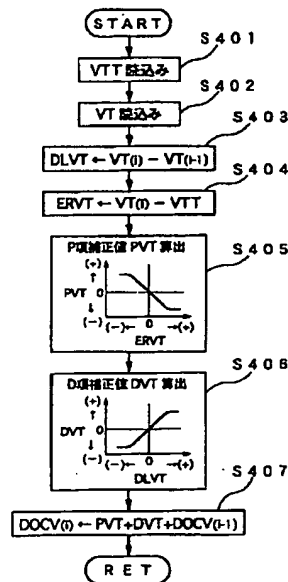 START
S401
VTT 読込み
S402
VT 読込み
S403
DLVT ← VT(i) − VT(i-1)
S404
ERVT ← VT(i) − VTT
S405
P項補正値 PVT 算出
(+)
↑
PVT 0
↓
(−)
(−)← 0 →(+)
ERVT
S406
D項補正値 DVT 算出
(+)
↑
DVT 0
↓
(−)
(−)← 0 →(+)
DLVT
S407
DOCV(i) ← PVT+DVT+DOCV(i-1)
RET